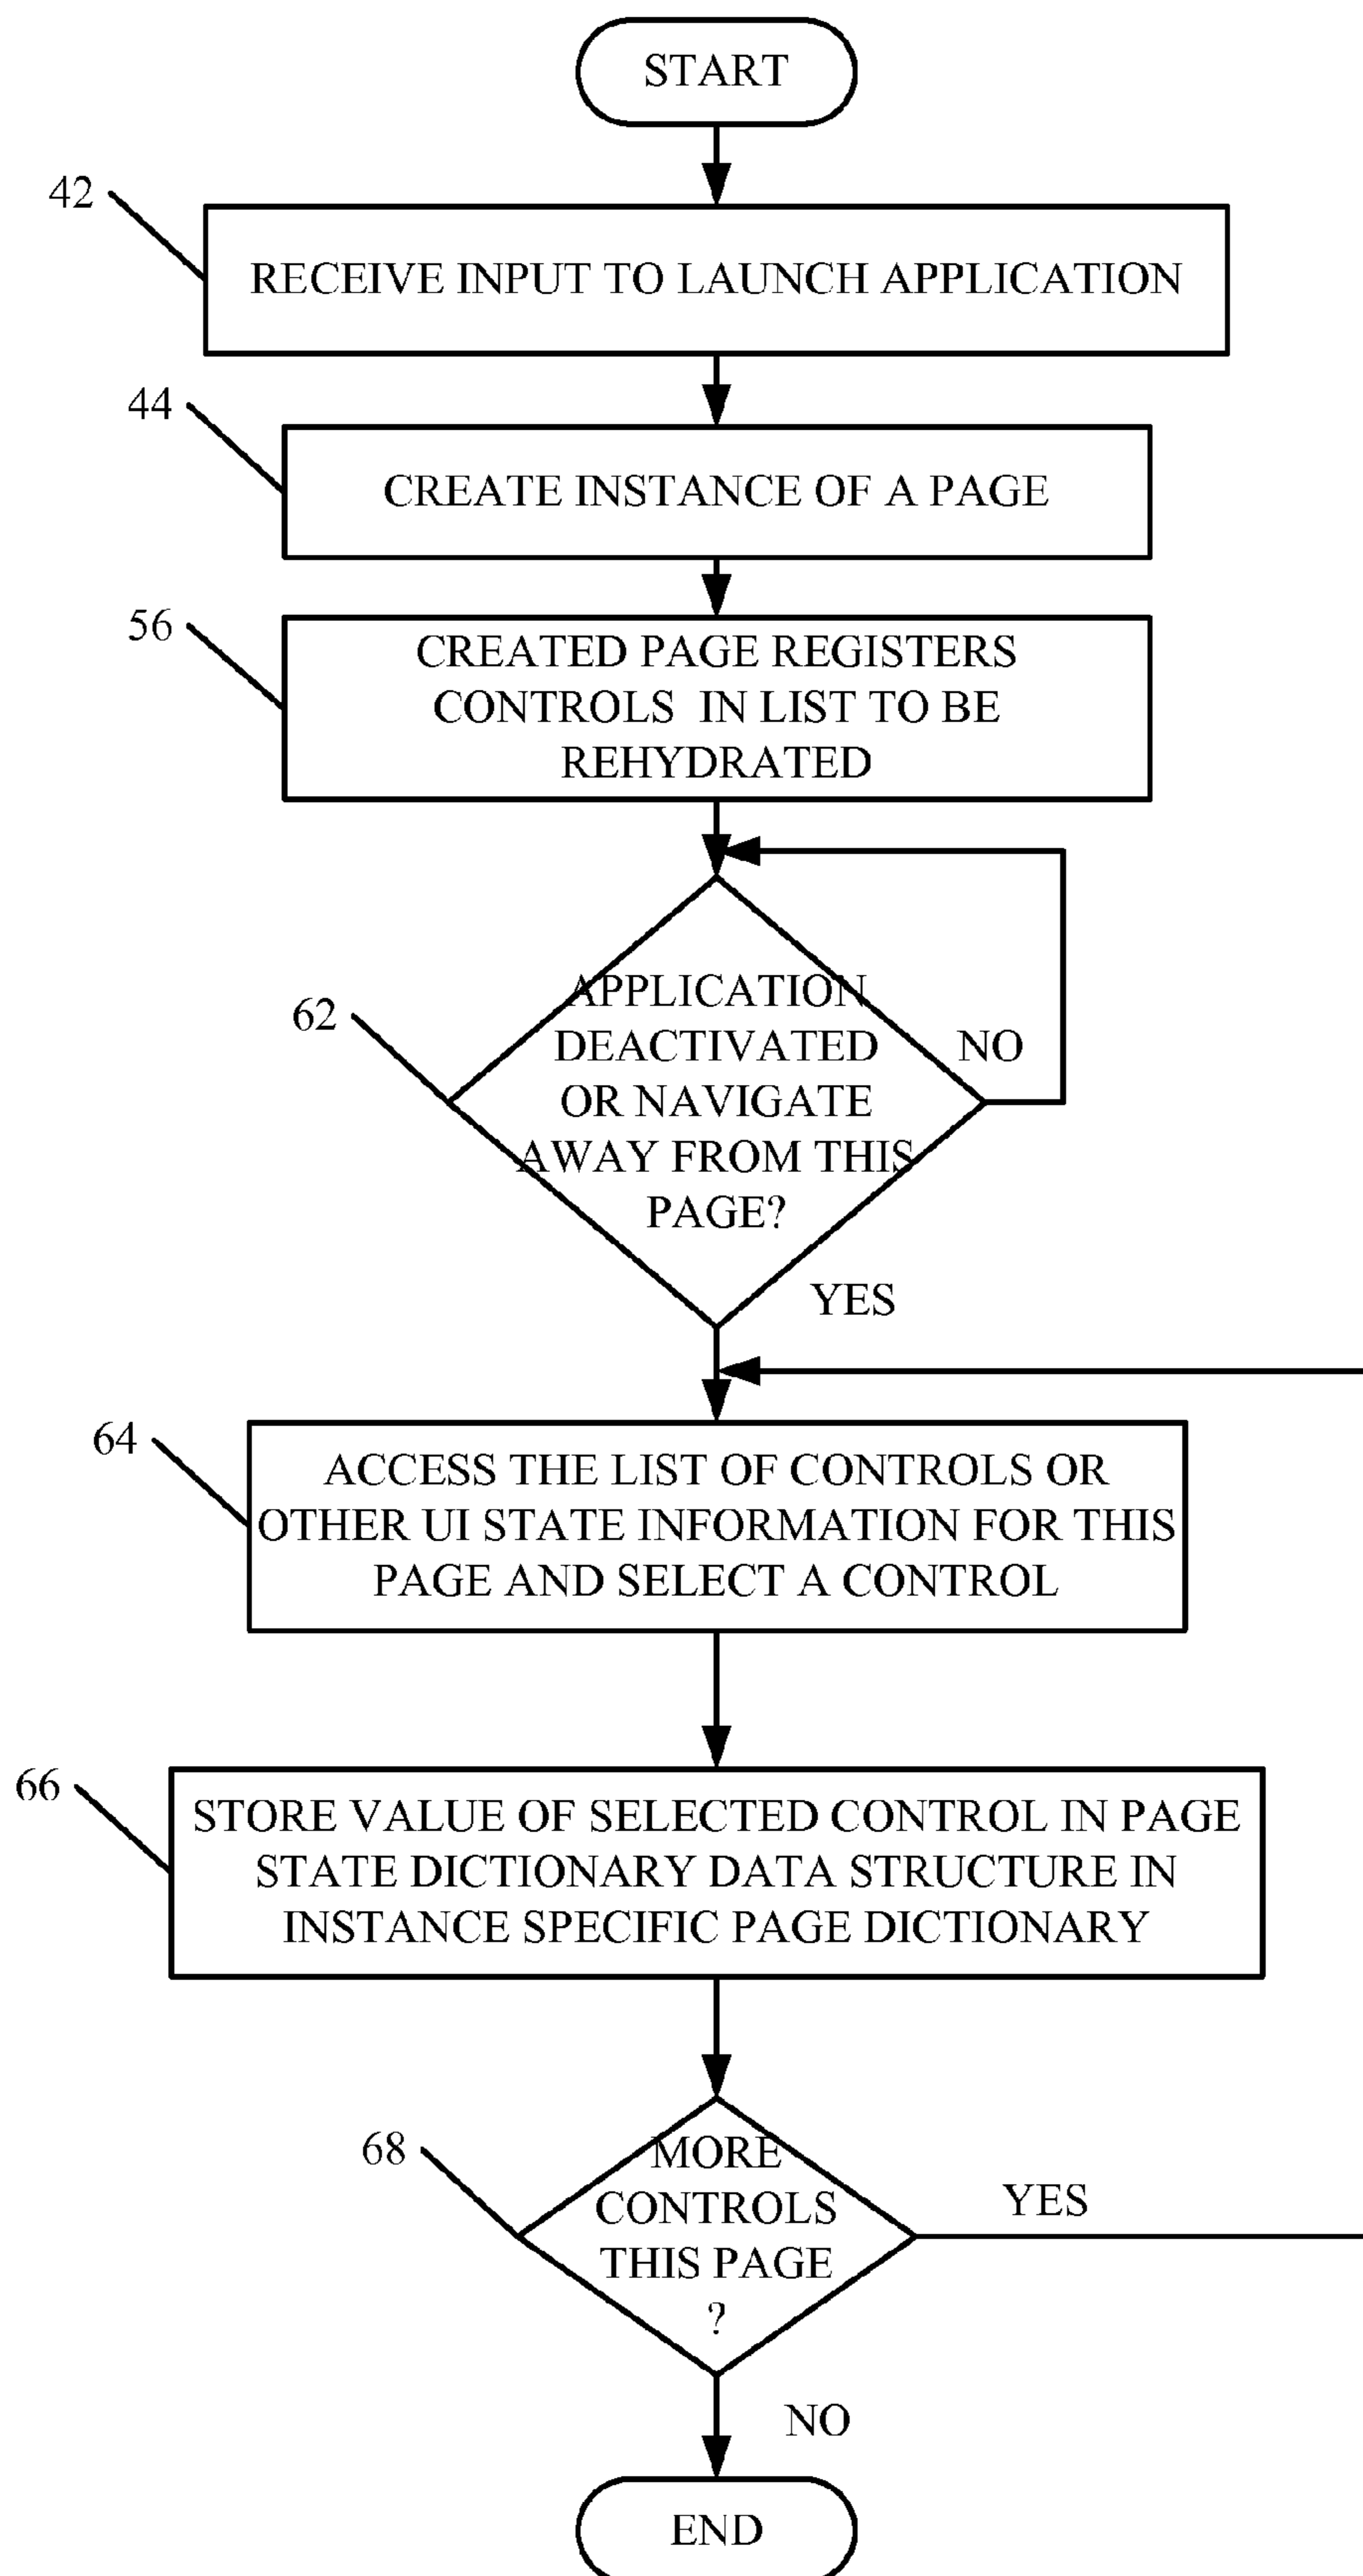 START
42
RECEIVE INPUT TO LAUNCH APPLICATION
44
CREATE INSTANCE OF A PAGE
56
CREATED PAGE REGISTERS
CONTROLS IN LIST TO BE
REHYDRATED
62
APPLICATION
DEACTIVATED
OR NAVIGATE
AWAY FROM THIS
PAGE?
NO
YES
64
ACCESS THE LIST OF CONTROLS OR
OTHER UI STATE INFORMATION FOR THIS
PAGE AND SELECT A CONTROL
66
STORE VALUE OF SELECTED CONTROL IN PAGE
STATE DICTIONARY DATA STRUCTURE IN
INSTANCE SPECIFIC PAGE DICTIONARY
68
MORE
CONTROLS
THIS PAGE
?
YES
NO
END